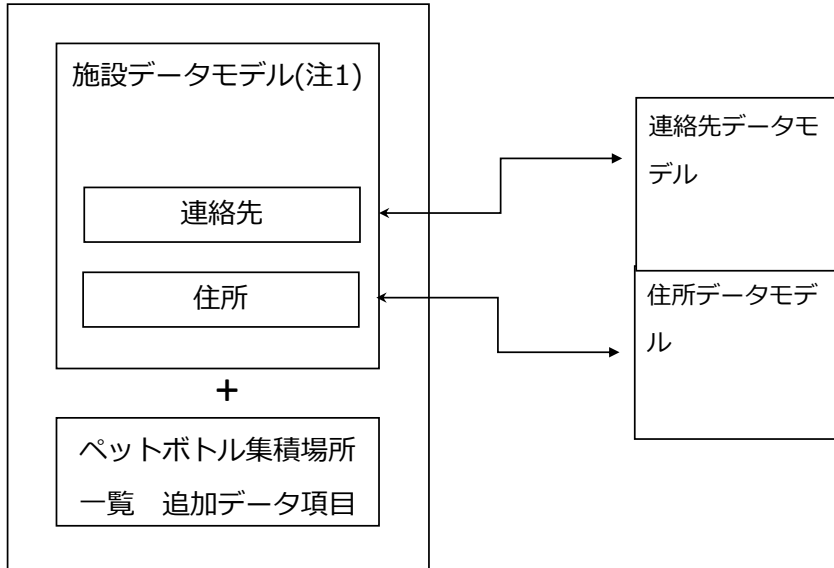 施設データモデル(注1)
連絡先
住所
+
ペットボトル集積場所
一覧　追加データ項目
連絡先データモ
デル
住所データモデ
ル